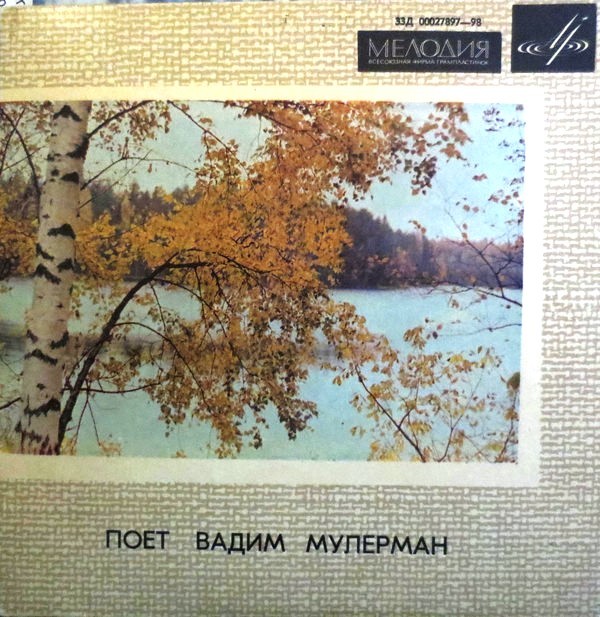 33Д 00027897—98
МЕЛОДИЯ
ВСЕСОЮЗНАЯ ФИРМА ГРАМПЛАСТИНОК
ПОЕТ ВАДИМ МУЛЕРМАН